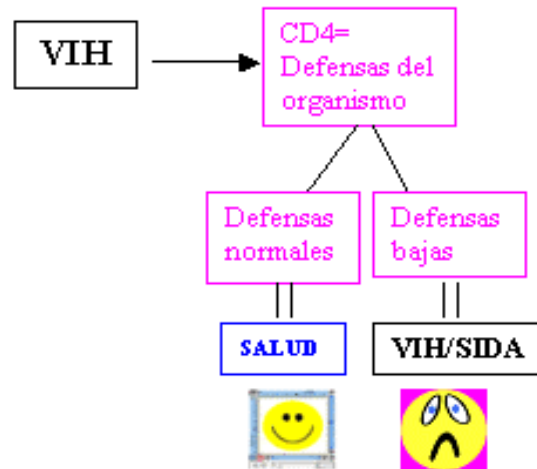 VIH
CD4=
Defensas del
organismo
Defensas
normales
Defensas
bajas
SALUD
VIH/SIDA